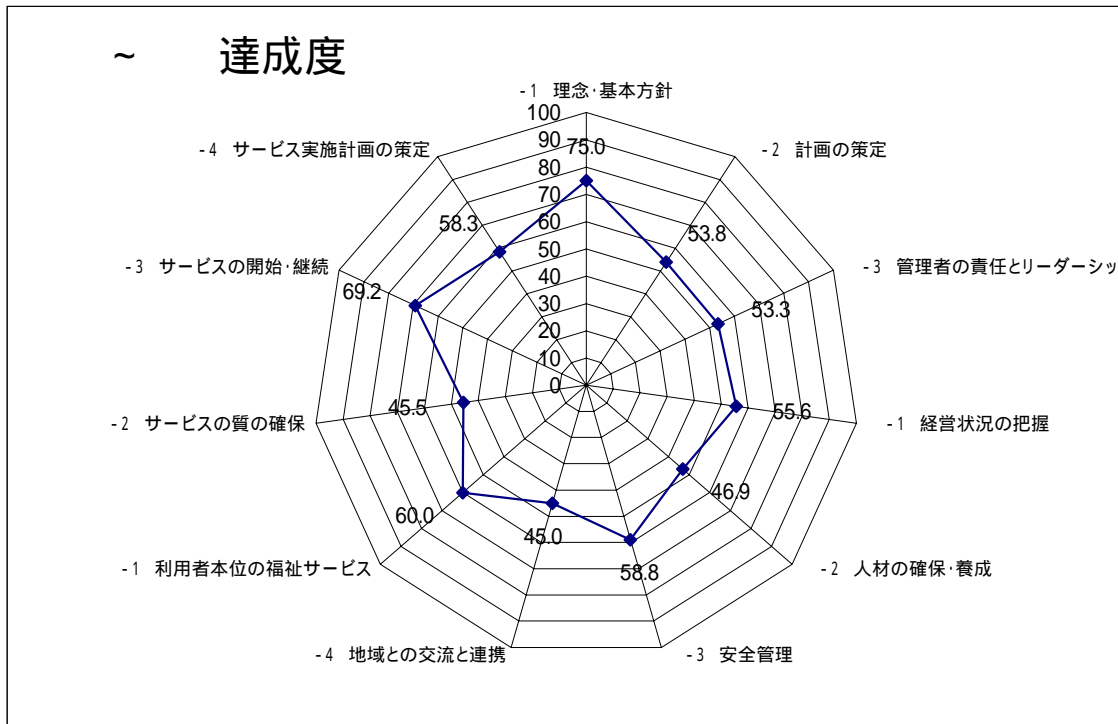 ~ 達成度
-1 理念･基本方針
-2 計画の策定
-3 管理者の責任とリーダーシッ
-1 経営状況の把握
-2 人材の確保･養成
-3 安全管理
-4 地域との交流と連携
-1 利用者本位の福祉サービス
-2 サービスの質の確保
-3 サービスの開始･継続
-4 サービス実施計画の策定
100
90
80
70
60
50
40
30
20
10
0
75.0
53.8
53.3
55.6
46.9
58.8
45.0
60.0
45.5
69.2
58.3